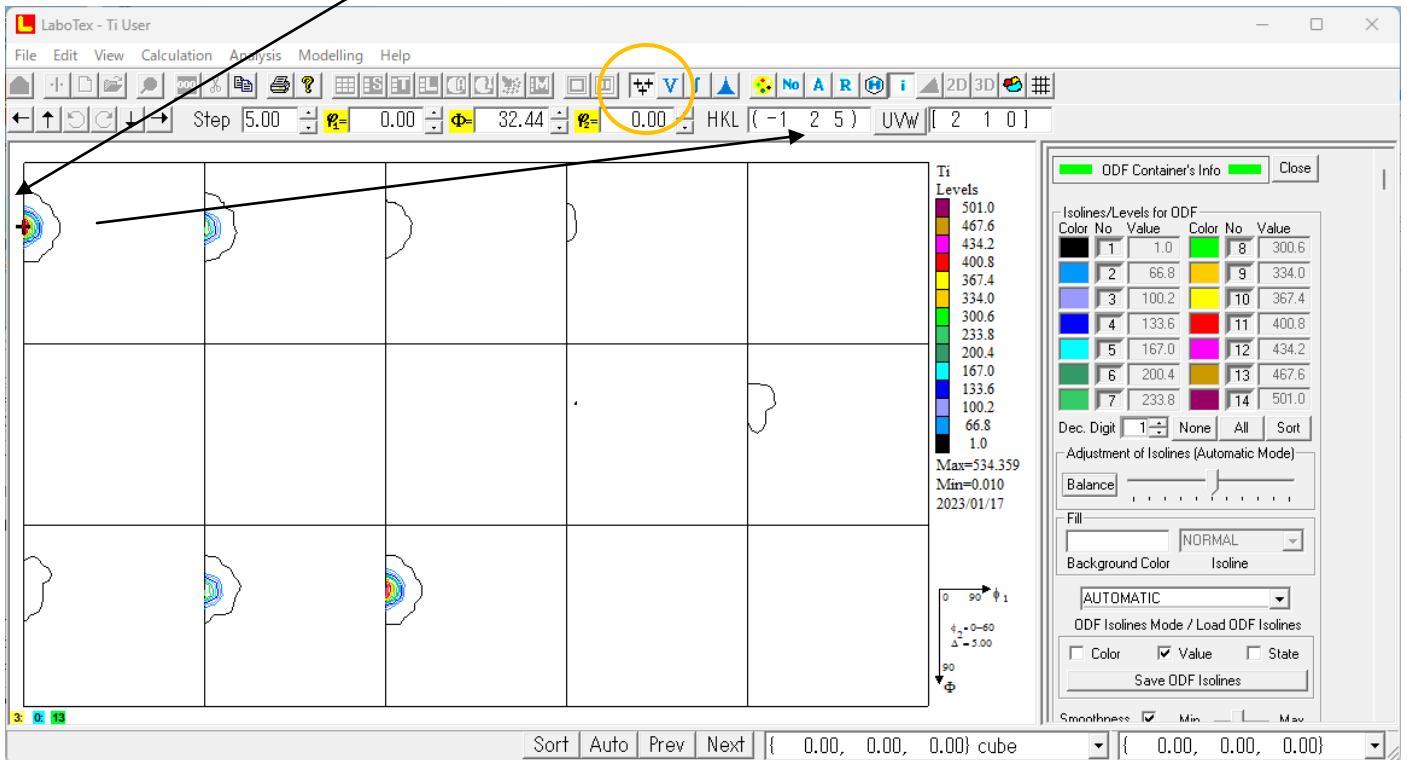 LaboTex - Ti User
File Edit View Calculation Analysis Modelling Help
No A R H i 2D 3D
Step 5.00 φ1= 0.00 Φ= 32.44 φ2= 0.00 HKL ( -1 2 5 ) UVW [ 2 1 0 ]
Ti
Levels
501.0
467.6
434.2
400.8
367.4
334.0
300.6
233.8
200.4
167.0
133.6
100.2
66.8
1.0
Max=534.359
Min=0.010
2023/01/17
0 90 ϕ1
ϕ2=0-60
Δ=5.00
90
Φ
3: 0: 13
ODF Container's Info Close
Isolines/Levels for ODF
Color No Value Color No Value
1 1.0 8 300.6
2 66.8 9 334.0
3 100.2 10 367.4
4 133.6 11 400.8
5 167.0 12 434.2
6 200.4 13 467.6
7 233.8 14 501.0
Dec. Digit 1 None All Sort
Adjustment of Isolines (Automatic Mode)
Balance
Fill
NORMAL
Background Color Isoline
AUTOMATIC
ODF Isolines Mode / Load ODF Isolines
Color Value State
Save ODF Isolines
Smoothness Min Max
Sort Auto Prev Next { 0.00, 0.00, 0.00} cube { 0.00, 0.00, 0.00}